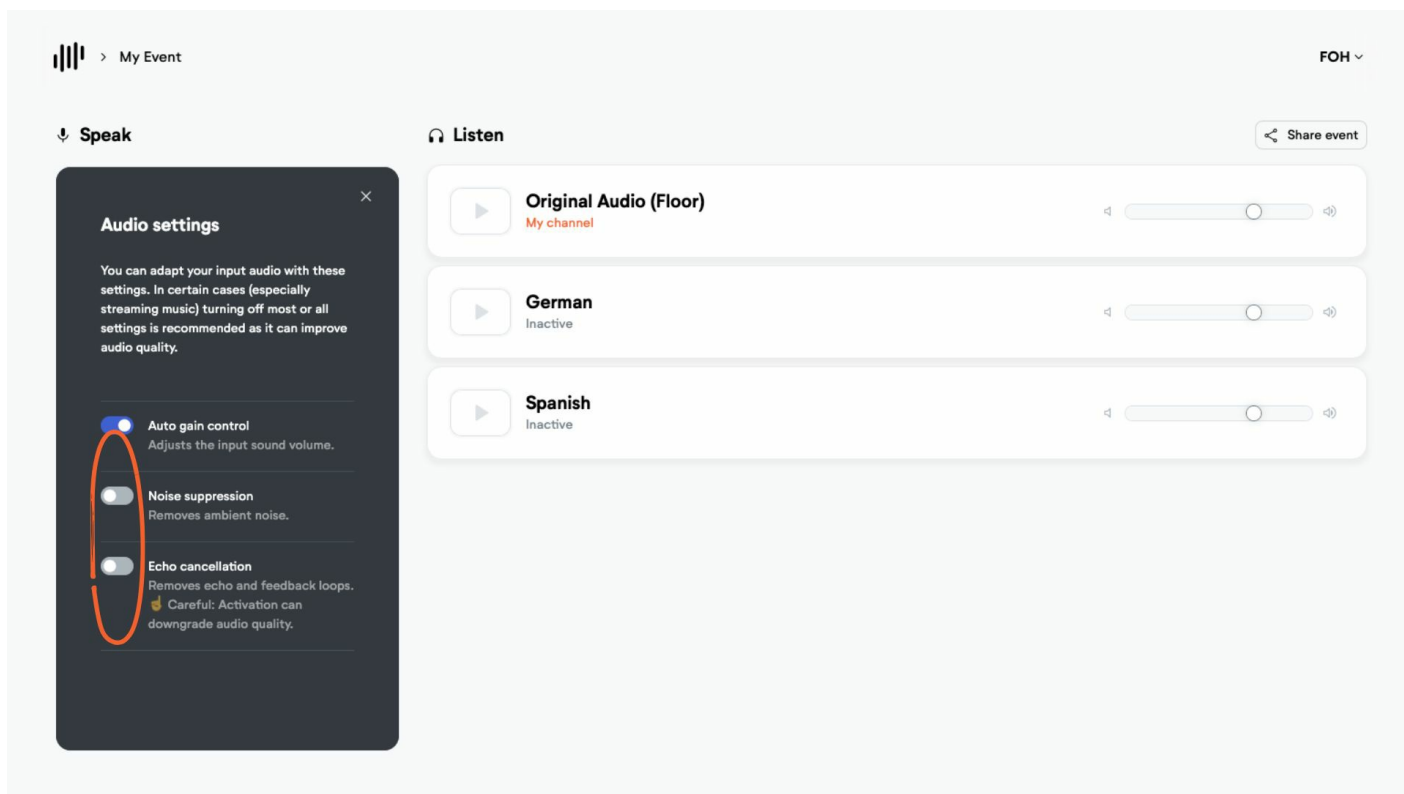 My Event
FOH
Speak
Listen
Share event
Audio settings
You can adapt your input audio with these
settings. In certain cases (especially
streaming music) turning off most or all
settings is recommended as it can improve
audio quality.
Auto gain control
Adjusts the input sound volume.
Noise suppression
Removes ambient noise.
Echo cancellation
Removes echo and feedback loops.
☝️ Careful: Activation can
downgrade audio quality.
Original Audio (Floor)
My channel
German
Inactive
Spanish
Inactive